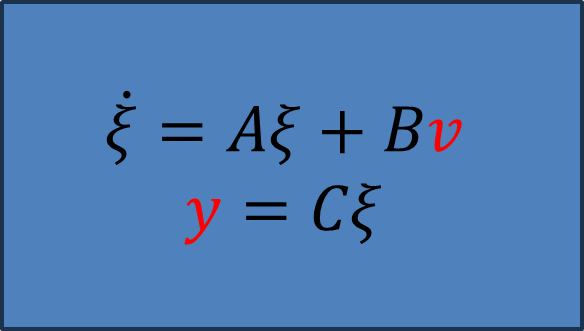 ξ̇ = Aξ + Bv
y = Cξ